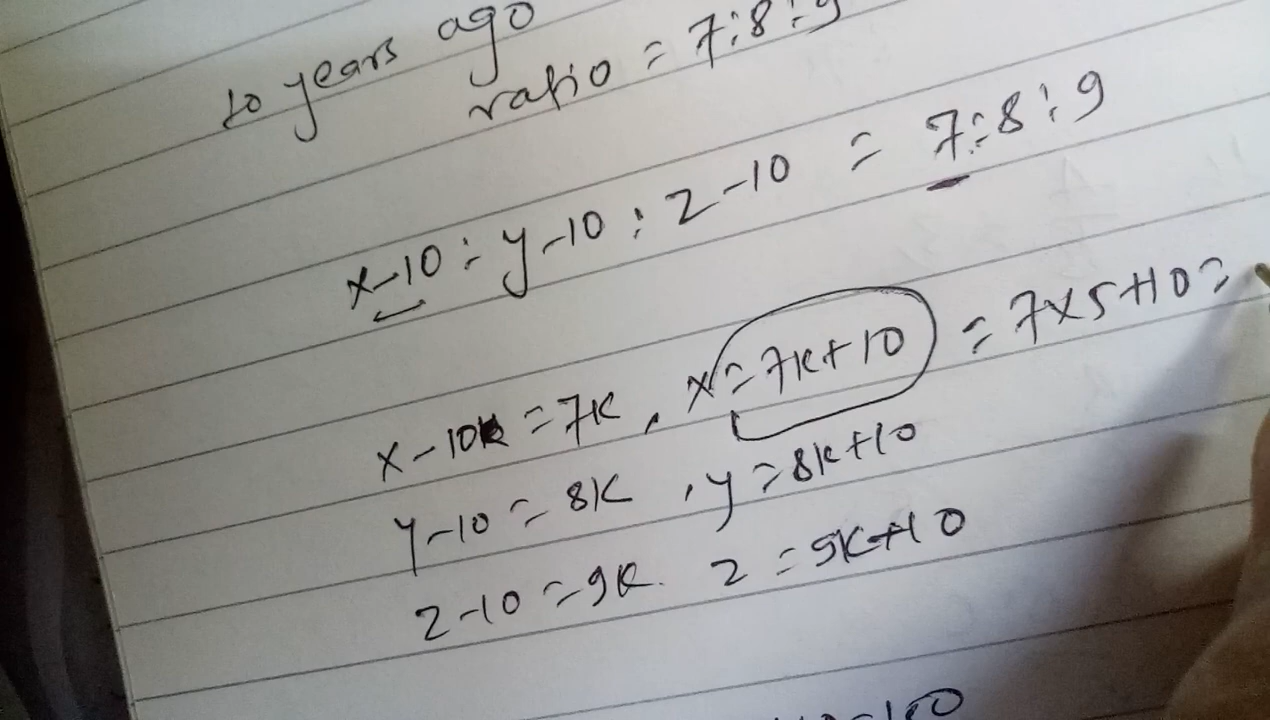 10 years ago
ratio = 7:8:9
x-10 : y-10 : z-10 = 7:8:9
x-10 = 7k, x=7k+10 = 7x5+10=
y-10 = 8k, y=8k+10
z-10=9k. z=9k+10